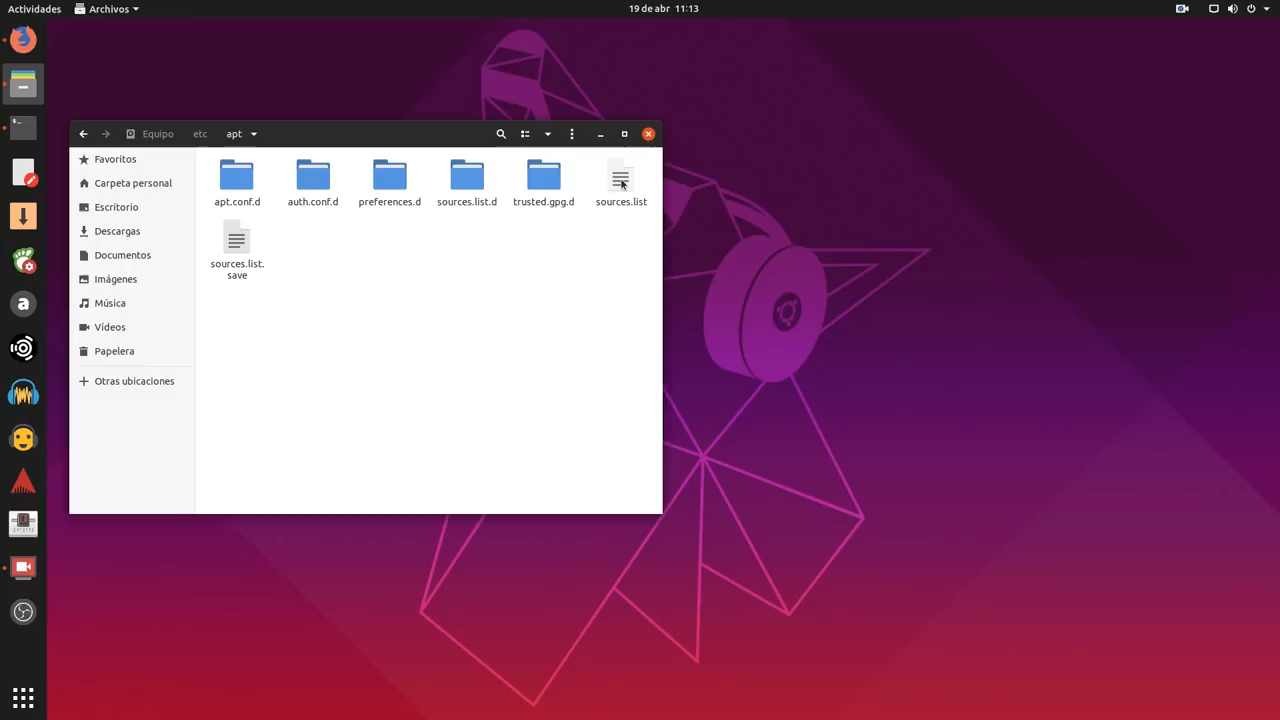 Actividades
Archivos
19 de abr 11:13
Equipo
etc
apt
Favoritos
Carpeta personal
Escritorio
Descargas
Documentos
Imágenes
Música
Vídeos
Papelera
Otras ubicaciones
apt.conf.d
auth.conf.d
preferences.d
sources.list.d
trusted.gpg.d
sources.list
sources.list.
save